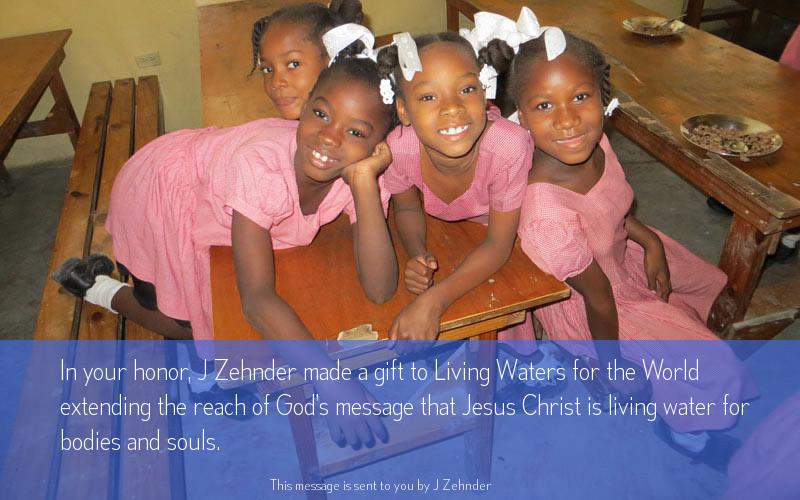 In your honor, J Zehnder made a gift to Living Waters for the World
extending the reach of God's message that Jesus Christ is living water for
bodies and souls.
This message is sent to you by J Zehnder